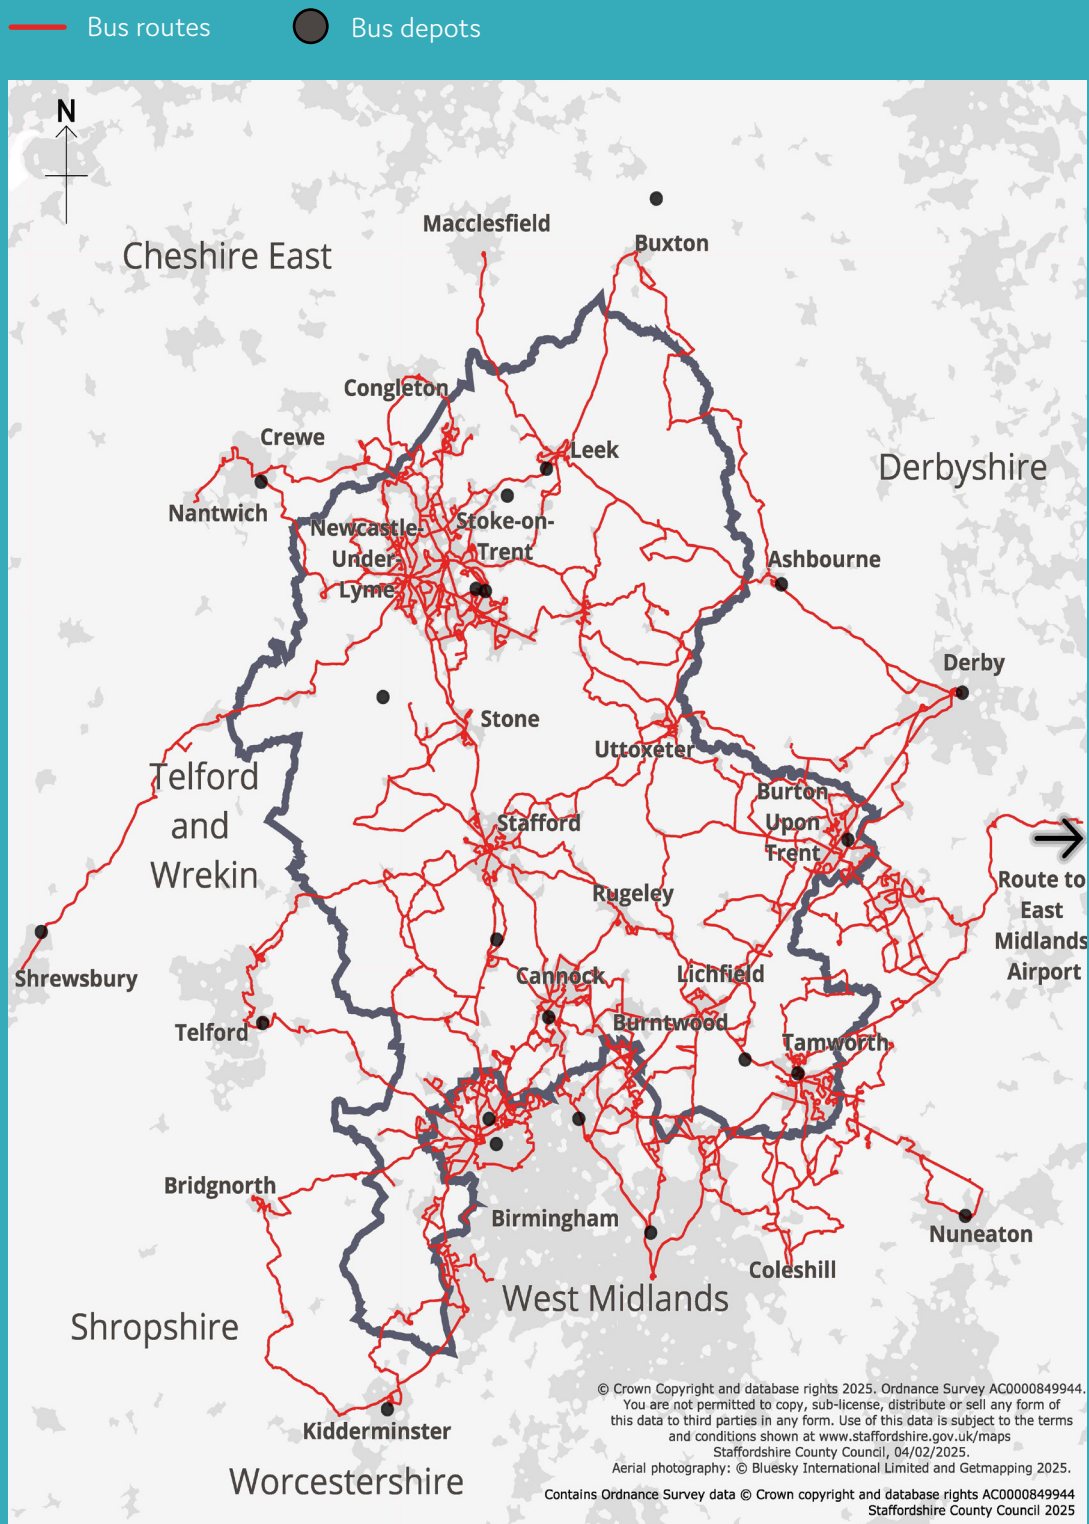 Bus routes
Bus depots
N
Macclesfield
Buxton
Cheshire East
Congleton
Crewe
Leek
Derbyshire
Nantwich
Newcastle-
Under-
Lyme
Stoke-on-
Trent
Ashbourne
Derby
Stone
Uttoxeter
Telford
and
Wrekin
Burton
Upon
Trent
Stafford
Rugeley
Route to
East
Midlands
Airport
Shrewsbury
Cannock
Lichfield
Telford
Burntwood
Tamworth
Bridgnorth
Birmingham
Nuneaton
Coleshill
West Midlands
Shropshire
Kidderminster
Worcestershire
© Crown Copyright and database rights 2025. Ordnance Survey AC0000849944.
You are not permitted to copy, sub-license, distribute or sell any form of
this data to third parties in any form. Use of this data is subject to the terms
and conditions shown at www.staffordshire.gov.uk/maps
Staffordshire County Council, 04/02/2025.
Aerial photography: © Bluesky International Limited and Getmapping 2025.
Contains Ordnance Survey data © Crown copyright and database rights AC0000849944
Staffordshire County Council 2025